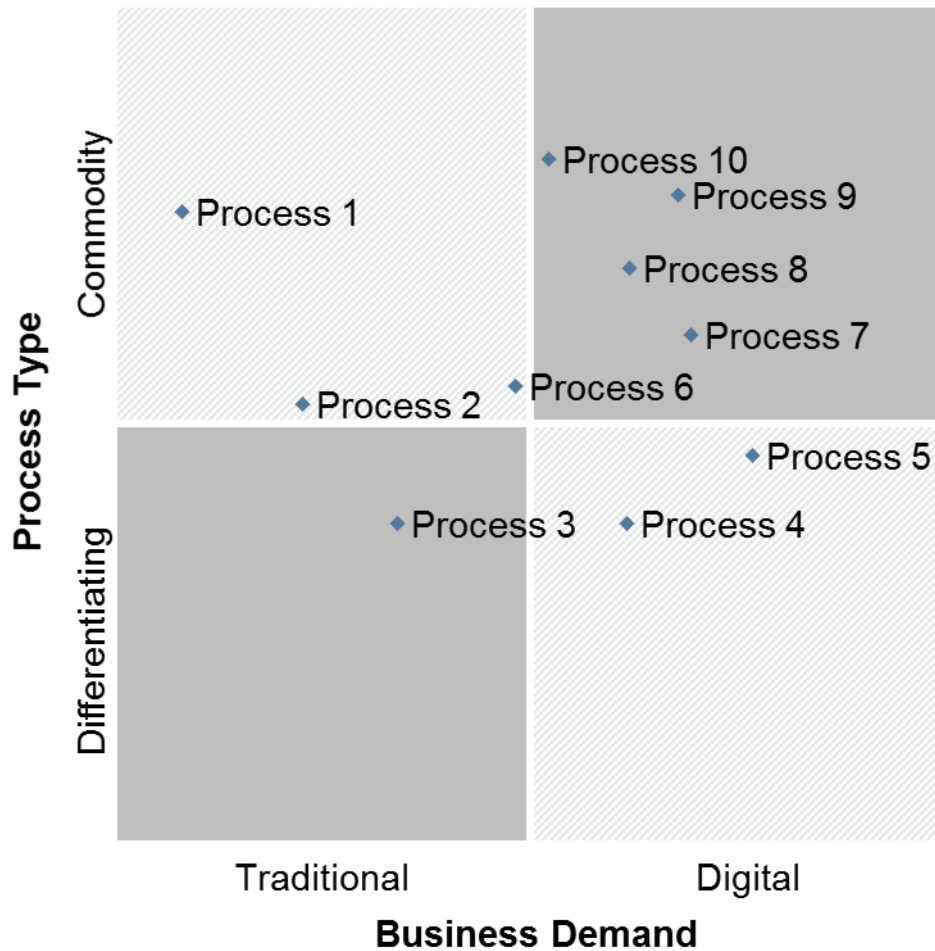 Process Type
Commodity
Differentiating
Process 10
Process 9
Process 1
Process 8
Process 7
Process 6
Process 2
Process 5
Process 3
Process 4
Traditional
Digital
Business Demand